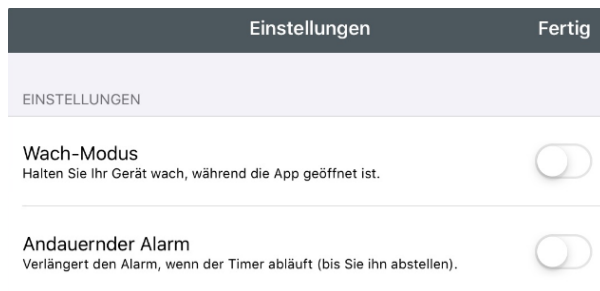 Einstellungen Fertig
EINSTELLUNGEN
Wach-Modus
Halten Sie Ihr Gerät wach, während die App geöffnet ist.
Andauernder Alarm
Verlängert den Alarm, wenn der Timer abläuft (bis Sie ihn abstellen).